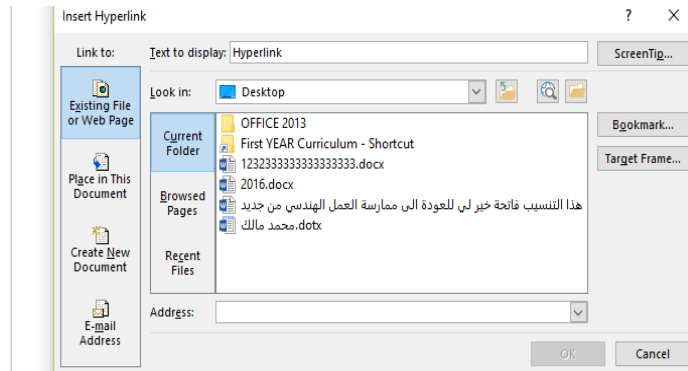 Insert Hyperlink ? X
Link to:
Text to display: Hyperlink
ScreenTip...
Existing File
or Web Page
Look in: Desktop
Current
Folder
OFFICE 2013
First YEAR Curriculum - Shortcut
123233333333333333.docx
2016.docx
هذا التنسيب فاتحة خير لي للعودة الى ممارسة العمل الهندسي من جديد
محمد مالك.dotx
Bookmark...
Target Frame...
Place in This
Document
Browsed
Pages
Create New
Document
Recent
Files
E-mail
Address
Address:
OK
Cancel